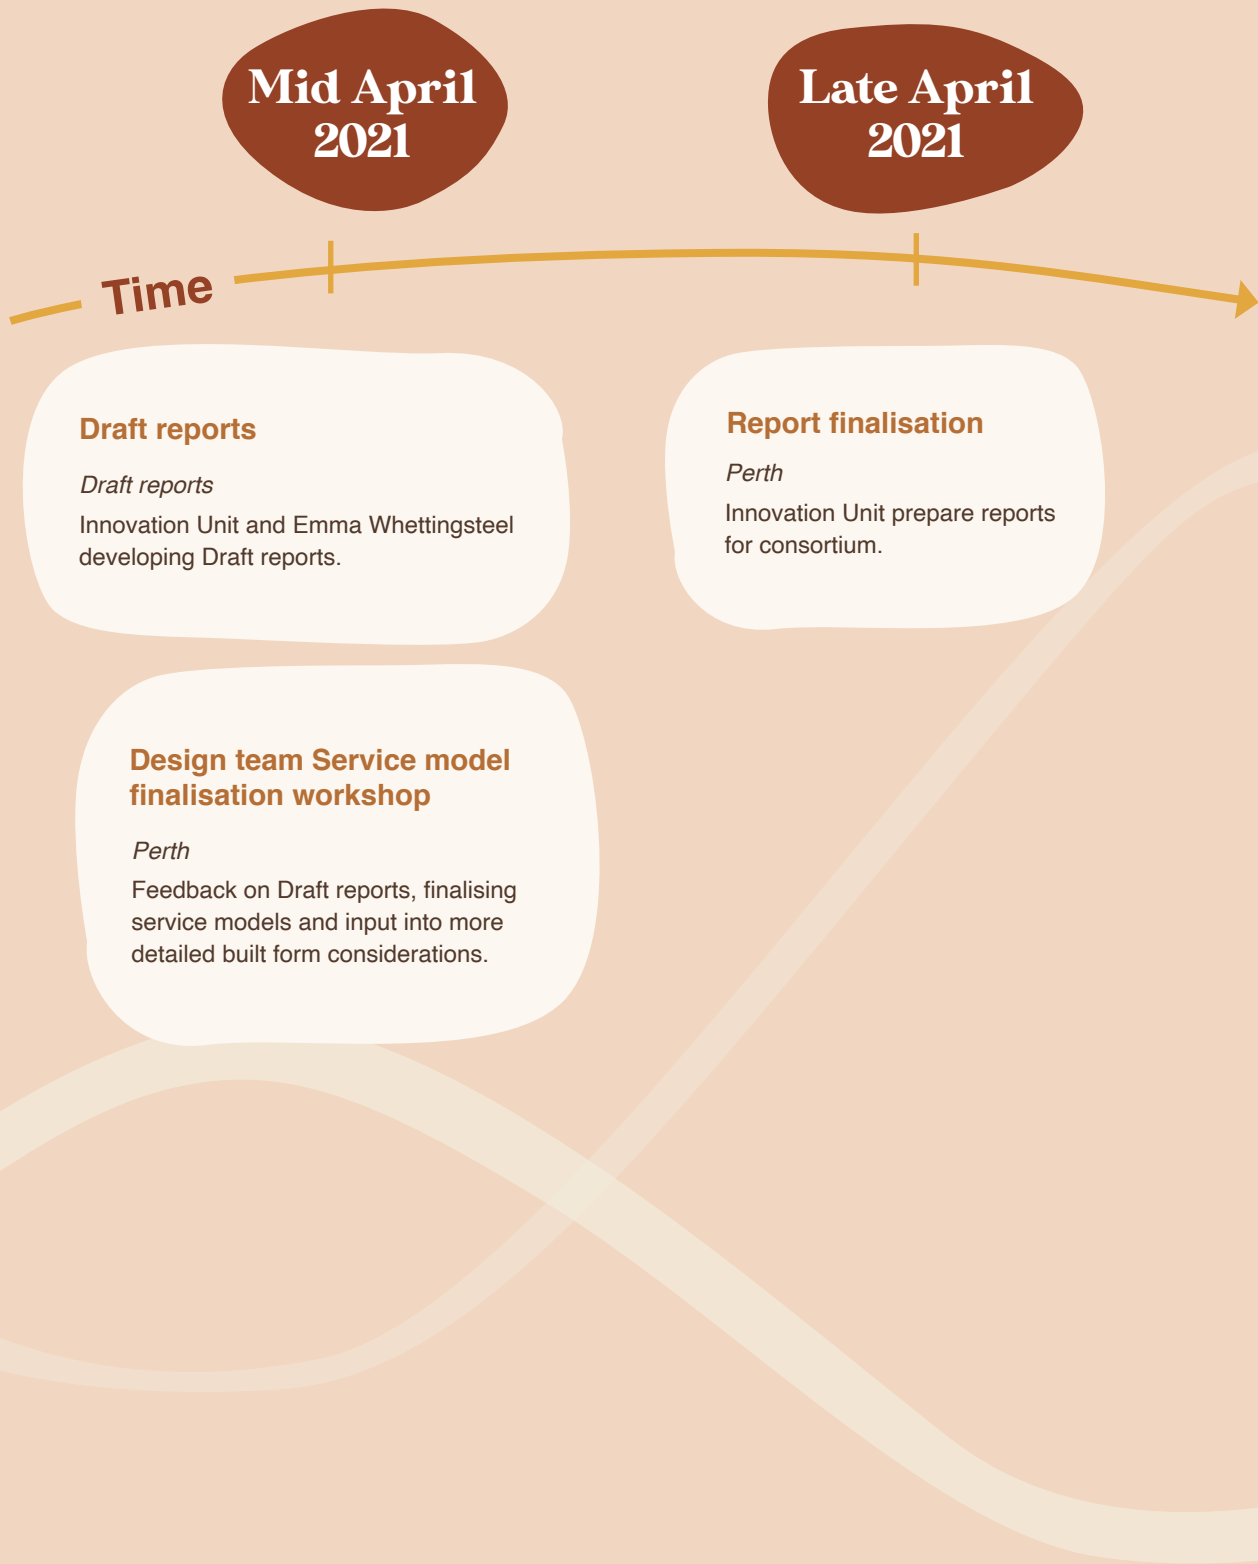 Mid April
2021
Late April
2021
Time
Draft reports
Draft reports
Innovation Unit and Emma Whettingsteel
developing Draft reports.
Design team Service model
finalisation workshop
Perth
Feedback on Draft reports, finalising
service models and input into more
detailed built form considerations.
Report finalisation
Perth
Innovation Unit prepare reports
for consortium.